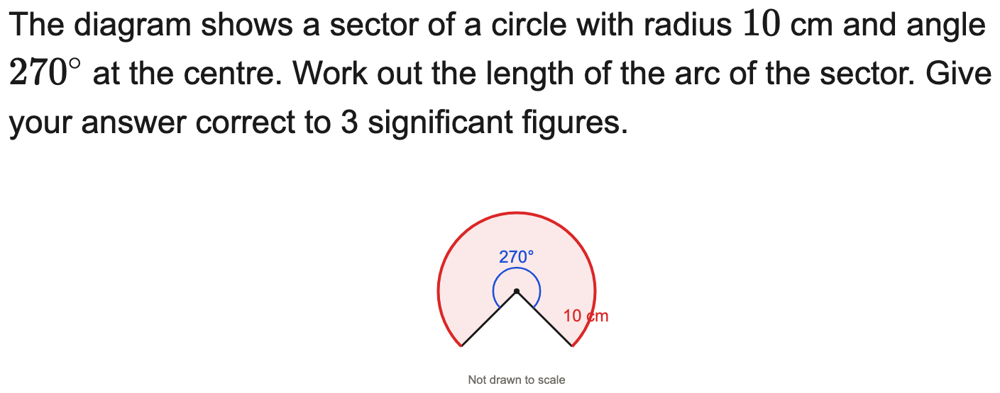 The diagram shows a sector of a circle with radius 10 cm and angle
270° at the centre. Work out the length of the arc of the sector. Give
your answer correct to 3 significant figures.
270°
10 cm
Not drawn to scale